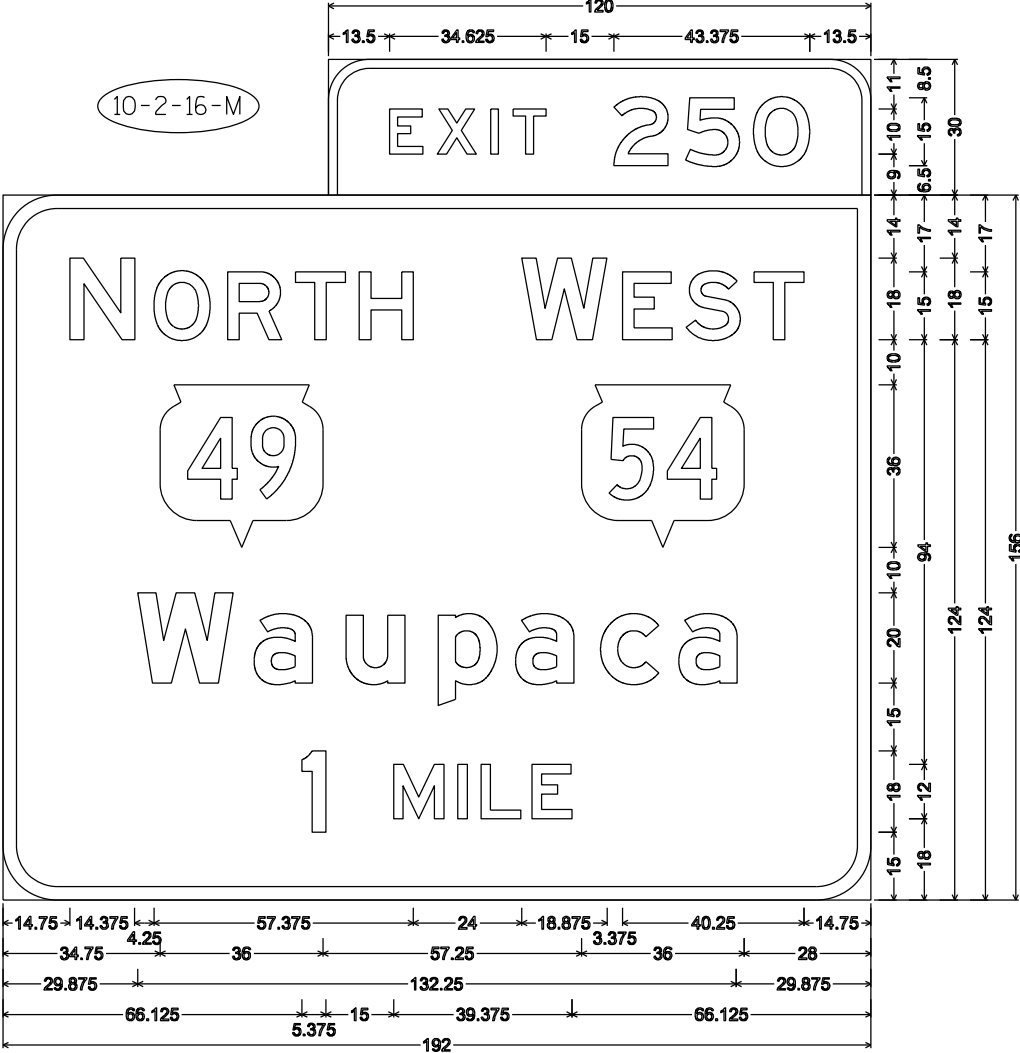 120
13.5 34.625 15 43.375 13.5
10-2-16-M
EXIT 250
11 10 9
8.5 15 6.5
30
NORTH WEST
49 54
Waupaca
1 MILE
14 18 10 36 10 20 15 18 15
17 15 94 12 18
14 18 124
17 15 124
156
14.75 14.375 4.25 57.375 24 18.875 3.375 40.25 14.75
34.75 36 57.25 36 28
29.875 132.25 29.875
66.125 5.375 15 39.375 66.125
192